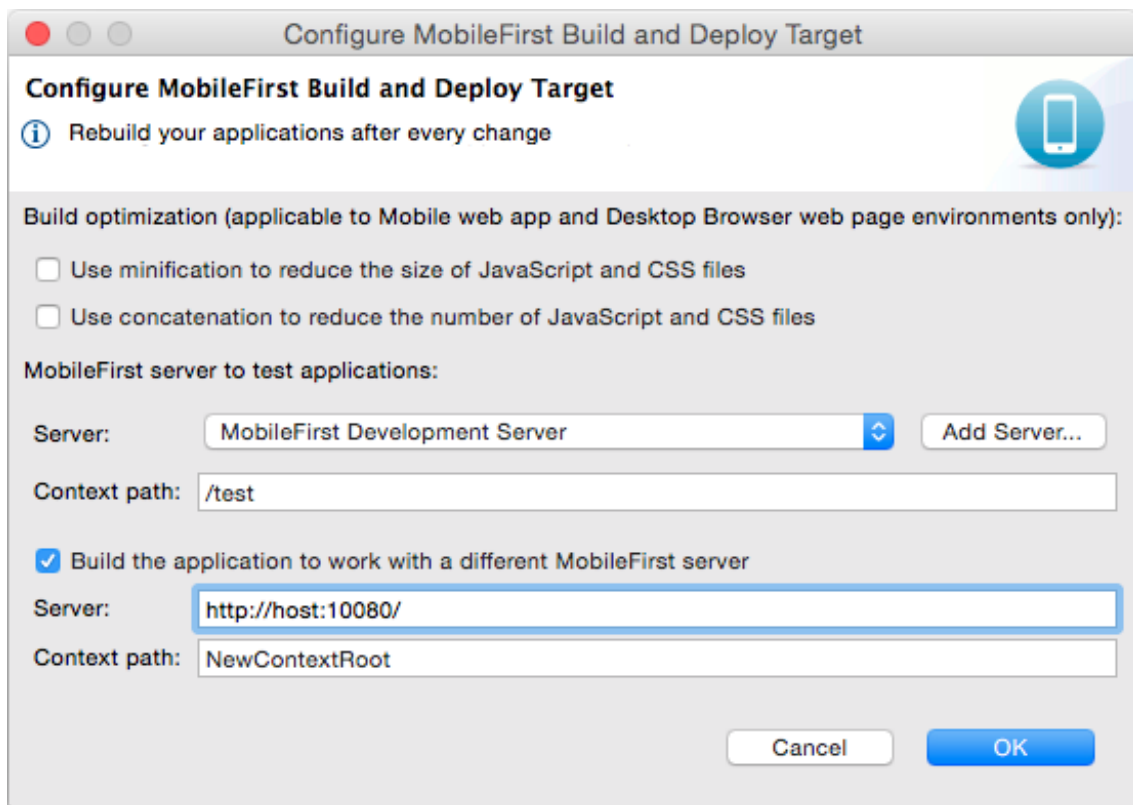 Configure MobileFirst Build and Deploy Target
Configure MobileFirst Build and Deploy Target
Rebuild your applications after every change
Build optimization (applicable to Mobile web app and Desktop Browser web page environments only):
Use minification to reduce the size of JavaScript and CSS files
Use concatenation to reduce the number of JavaScript and CSS files
MobileFirst server to test applications:
Server: MobileFirst Development Server Add Server...
Context path: /test
Build the application to work with a different MobileFirst server
Server: http://host:10080/
Context path: NewContextRoot
Cancel OK